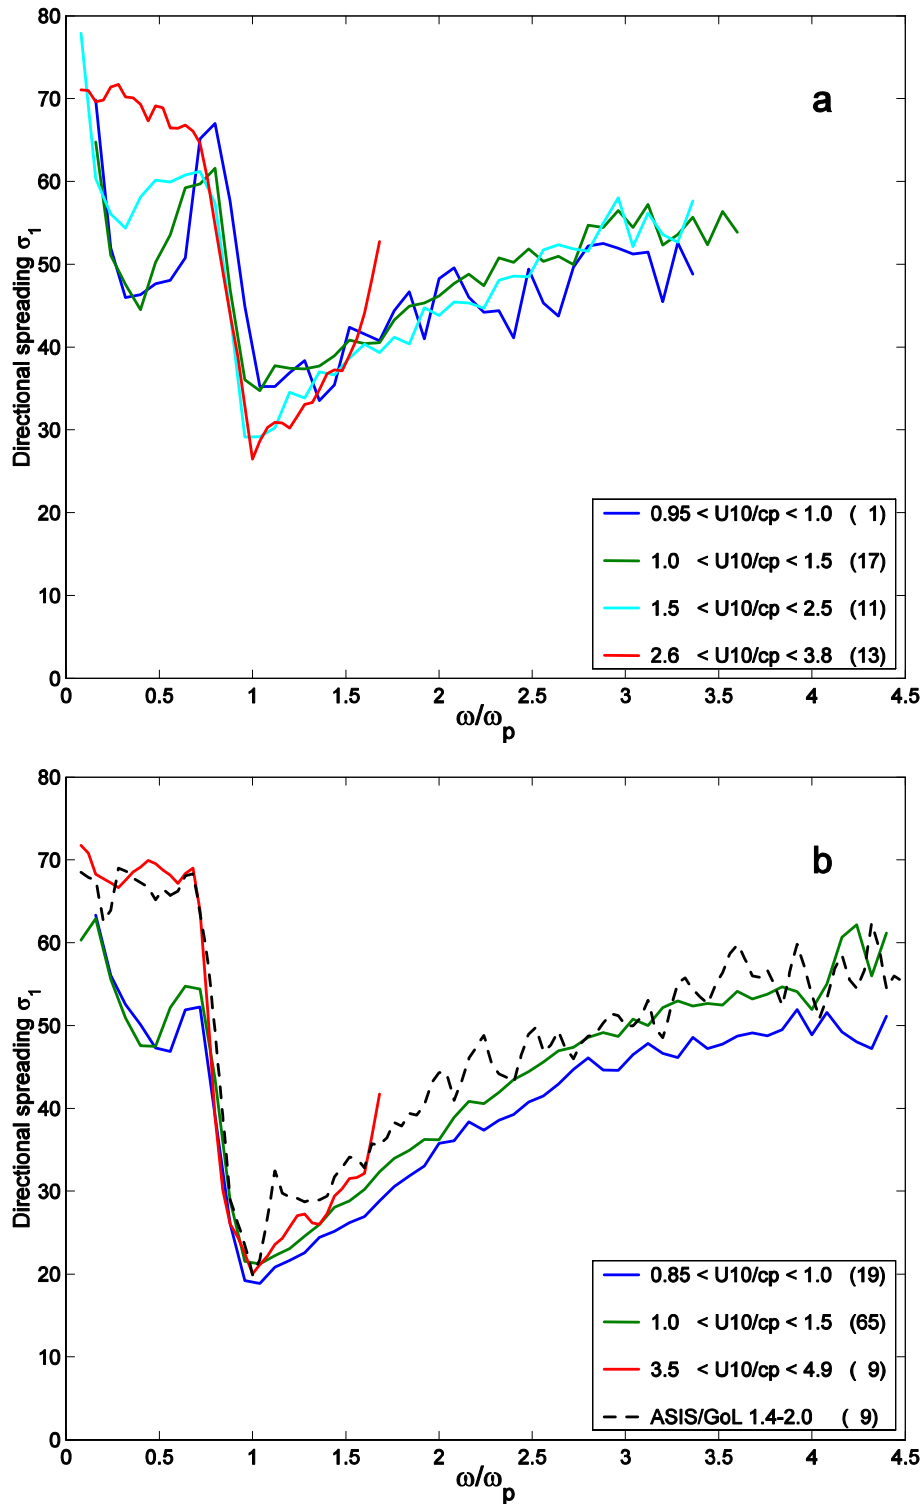 80
70
60
50
40
30
20
10
0
Directional spreading σ1
a
0.95 < U10/cp < 1.0 ( 1)
1.0 < U10/cp < 1.5 (17)
1.5 < U10/cp < 2.5 (11)
2.6 < U10/cp < 3.8 (13)
0 0.5 1 1.5 2 2.5 3 3.5 4 4.5
ω/ωp
80
70
60
50
40
30
20
10
0
Directional spreading σ1
b
0.85 < U10/cp < 1.0 (19)
1.0 < U10/cp < 1.5 (65)
3.5 < U10/cp < 4.9 ( 9)
ASIS/GoL 1.4-2.0 ( 9)
0 0.5 1 1.5 2 2.5 3 3.5 4 4.5
ω/ωp